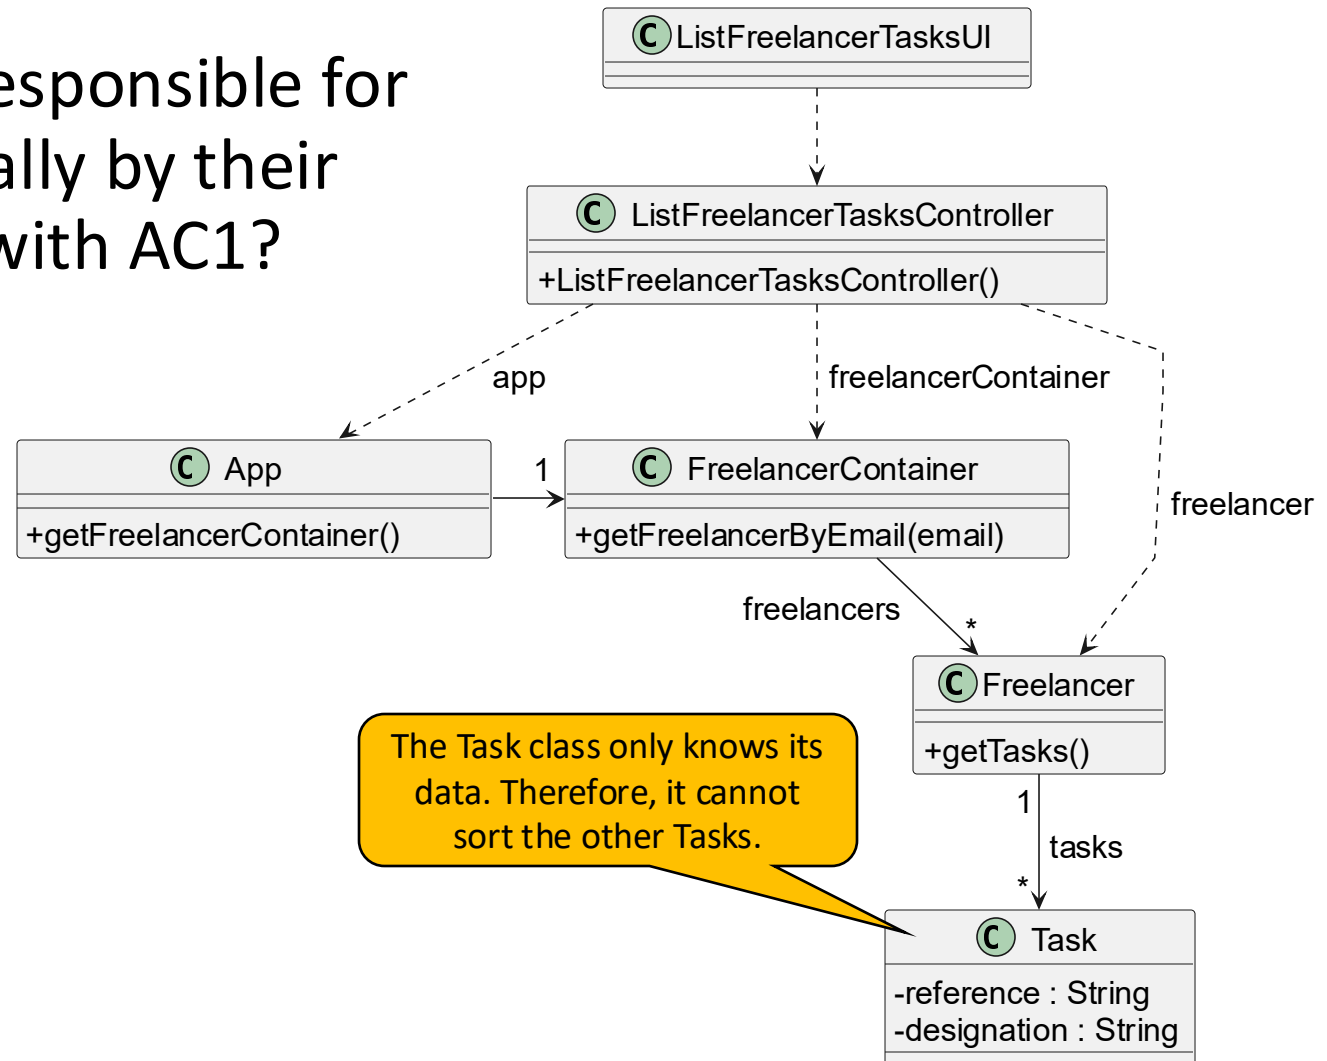 esponsible for
ally by their
with AC1?
C ListFreelancerTasksUI
C ListFreelancerTasksController
+ListFreelancerTasksController()
app
freelancerContainer
freelancer
C App
+getFreelancerContainer()
1
C FreelancerContainer
+getFreelancerByEmail(email)
freelancers
*
C Freelancer
+getTasks()
The Task class only knows its
data. Therefore, it cannot
sort the other Tasks.
1
tasks
*
C Task
-reference : String
-designation : String